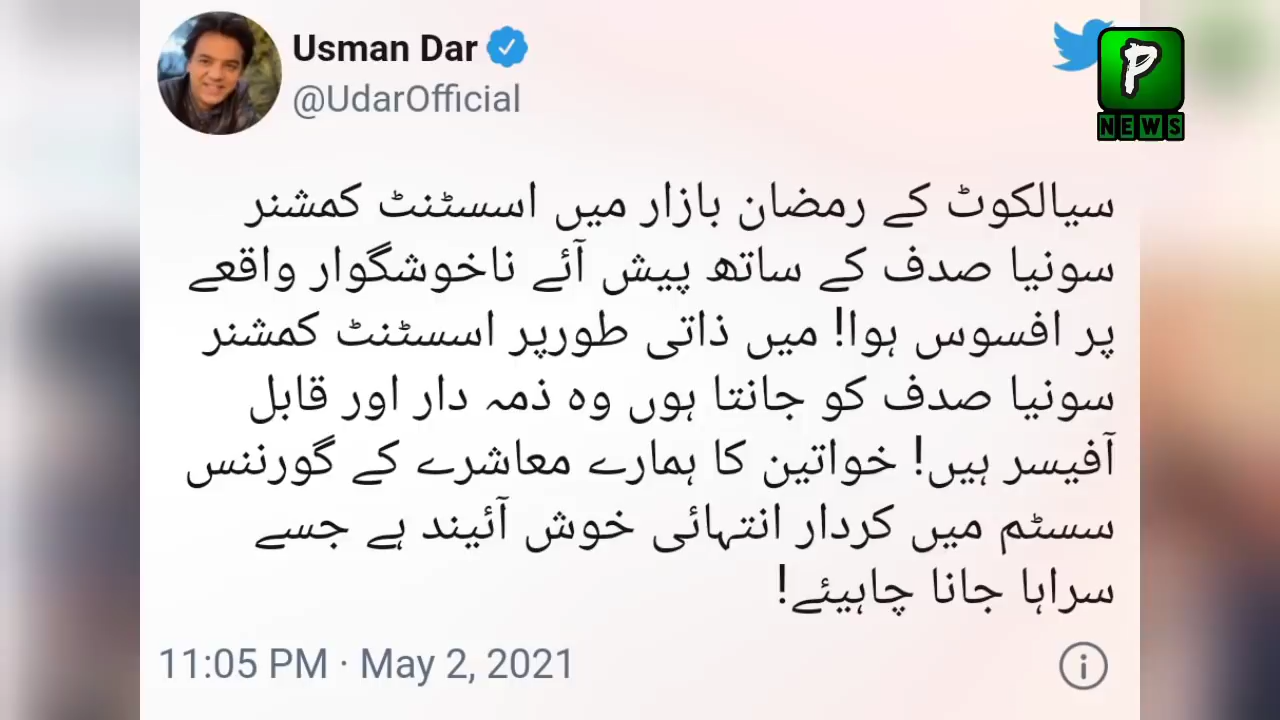 Usman Dar
@UdarOfficial
P
NEWS
سیالکوٹ کے رمضان بازار میں اسسٹنٹ کمشنر
سونیا صدف کے ساتھ پیش آئے ناخوشگوار واقعے
پر افسوس ہوا! میں ذاتی طورپر اسسٹنٹ کمشنر
سونیا صدف کو جانتا ہوں وہ ذمہ دار اور قابل
آفیسر ہیں! خواتین کا ہمارے معاشرے کے گورننس
سسٹم میں کردار انتہائی خوش آئیند ہے جسے
سراہا جانا چاہیئے!
11:05 PM · May 2, 2021